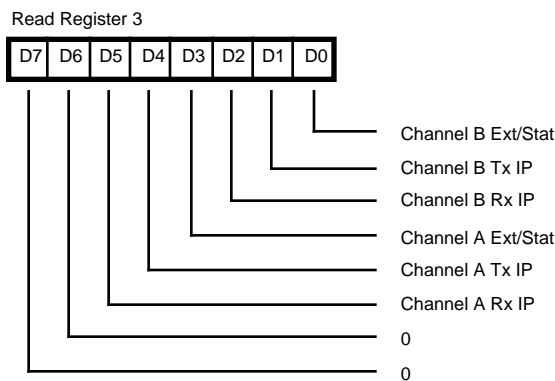 Read Register 3
D7 D6 D5 D4 D3 D2 D1 D0
Channel B Ext/Stat
Channel B Tx IP
Channel B Rx IP
Channel A Ext/Stat
Channel A Tx IP
Channel A Rx IP
0
0